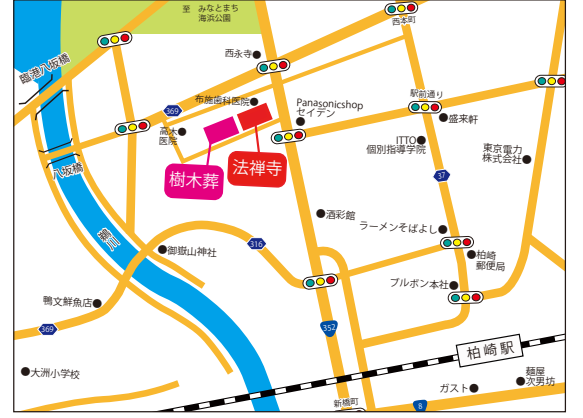 至 みなとまち
海浜公園
西本町
臨港八坂橋
西永寺
駅前通り
369
布施歯科医院
Panasonicshop
セイデン
盛来軒
高木
医院
ITTO
個別指導学院
東京電力
株式会社
八坂橋
樹木葬
法禅寺
37
酒彩館
ラーメンそばよし
鵜川
御嶽山神社
316
柏崎
郵便局
ブルボン本社
鴨文鮮魚店
369
352
柏崎駅
大洲小学校
麺屋
次男坊
ガスト
新橋町
8